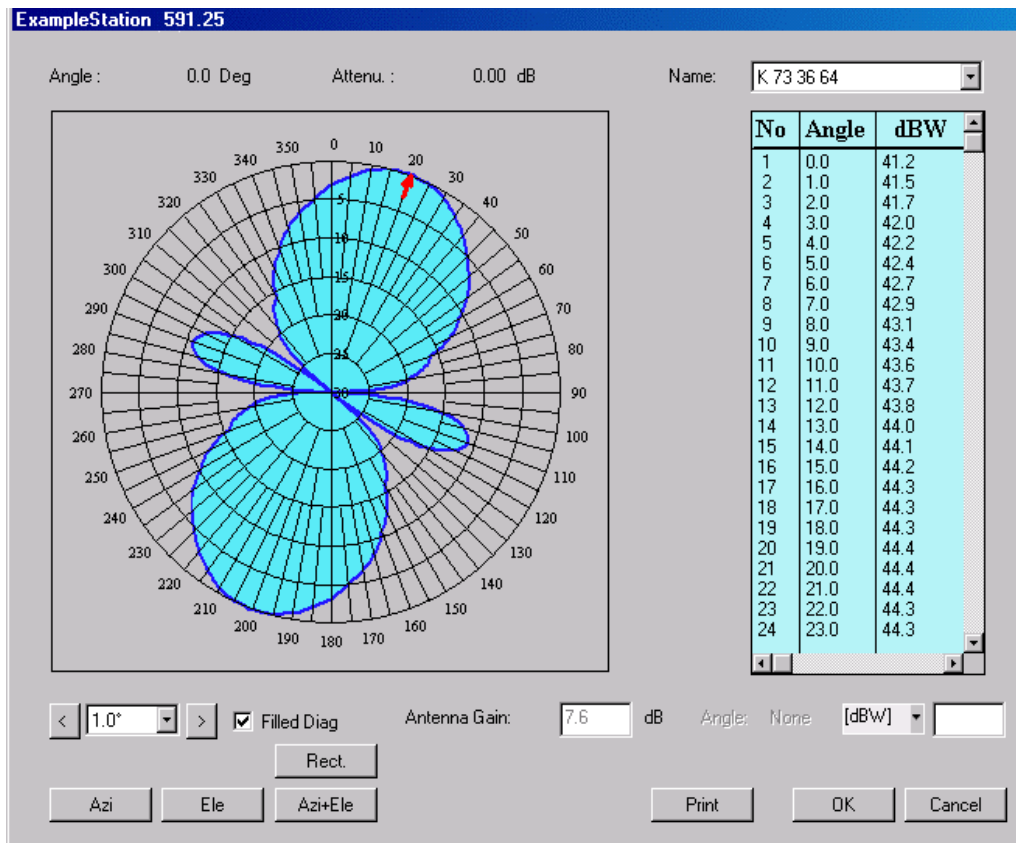 ExampleStation 591.25
Angle : 0.0 Deg Attenu. : 0.00 dB Name: K 73 36 64
No Angle dBW
1 0.0 41.2
2 1.0 41.5
3 2.0 41.7
4 3.0 42.0
5 4.0 42.2
6 5.0 42.4
7 6.0 42.7
8 7.0 42.9
9 8.0 43.1
10 9.0 43.4
11 10.0 43.6
12 11.0 43.7
13 12.0 43.8
14 13.0 44.0
15 14.0 44.1
16 15.0 44.2
17 16.0 44.3
18 17.0 44.3
19 18.0 44.3
20 19.0 44.4
21 20.0 44.4
22 21.0 44.4
23 22.0 44.3
24 23.0 44.3
0
10
20
30
40
50
60
70
80
90
100
110
120
130
140
150
160
170
180
190
200
210
220
230
240
250
260
270
280
290
300
310
320
330
340
350
5
10
15
20
25
30
< 1.0° > Filled Diag Antenna Gain: 7.6 dB Angle: None [dBW]
Rect.
Azi Ele Azi+Ele Print OK Cancel